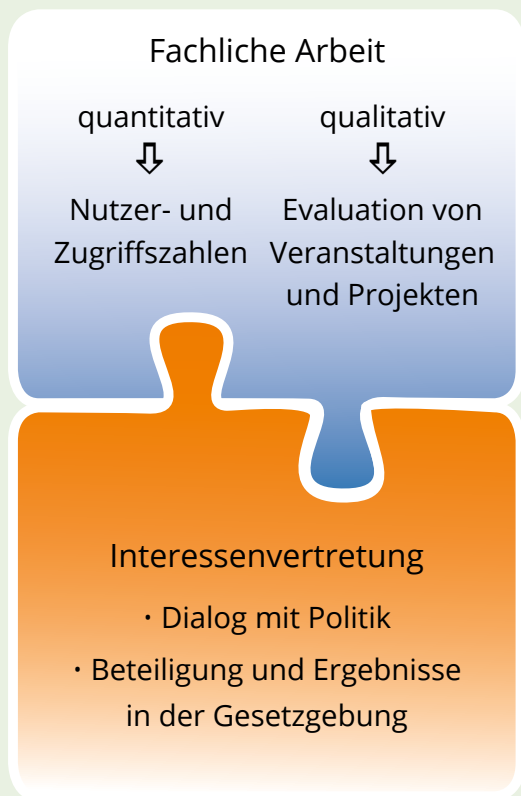 Fachliche Arbeit
quantitativ
⇩
Nutzer- und
Zugriffszahlen
qualitativ
⇩
Evaluation von
Veranstaltungen
und Projekten
Interessenvertretung
· Dialog mit Politik
· Beteiligung und Ergebnisse
in der Gesetzgebung